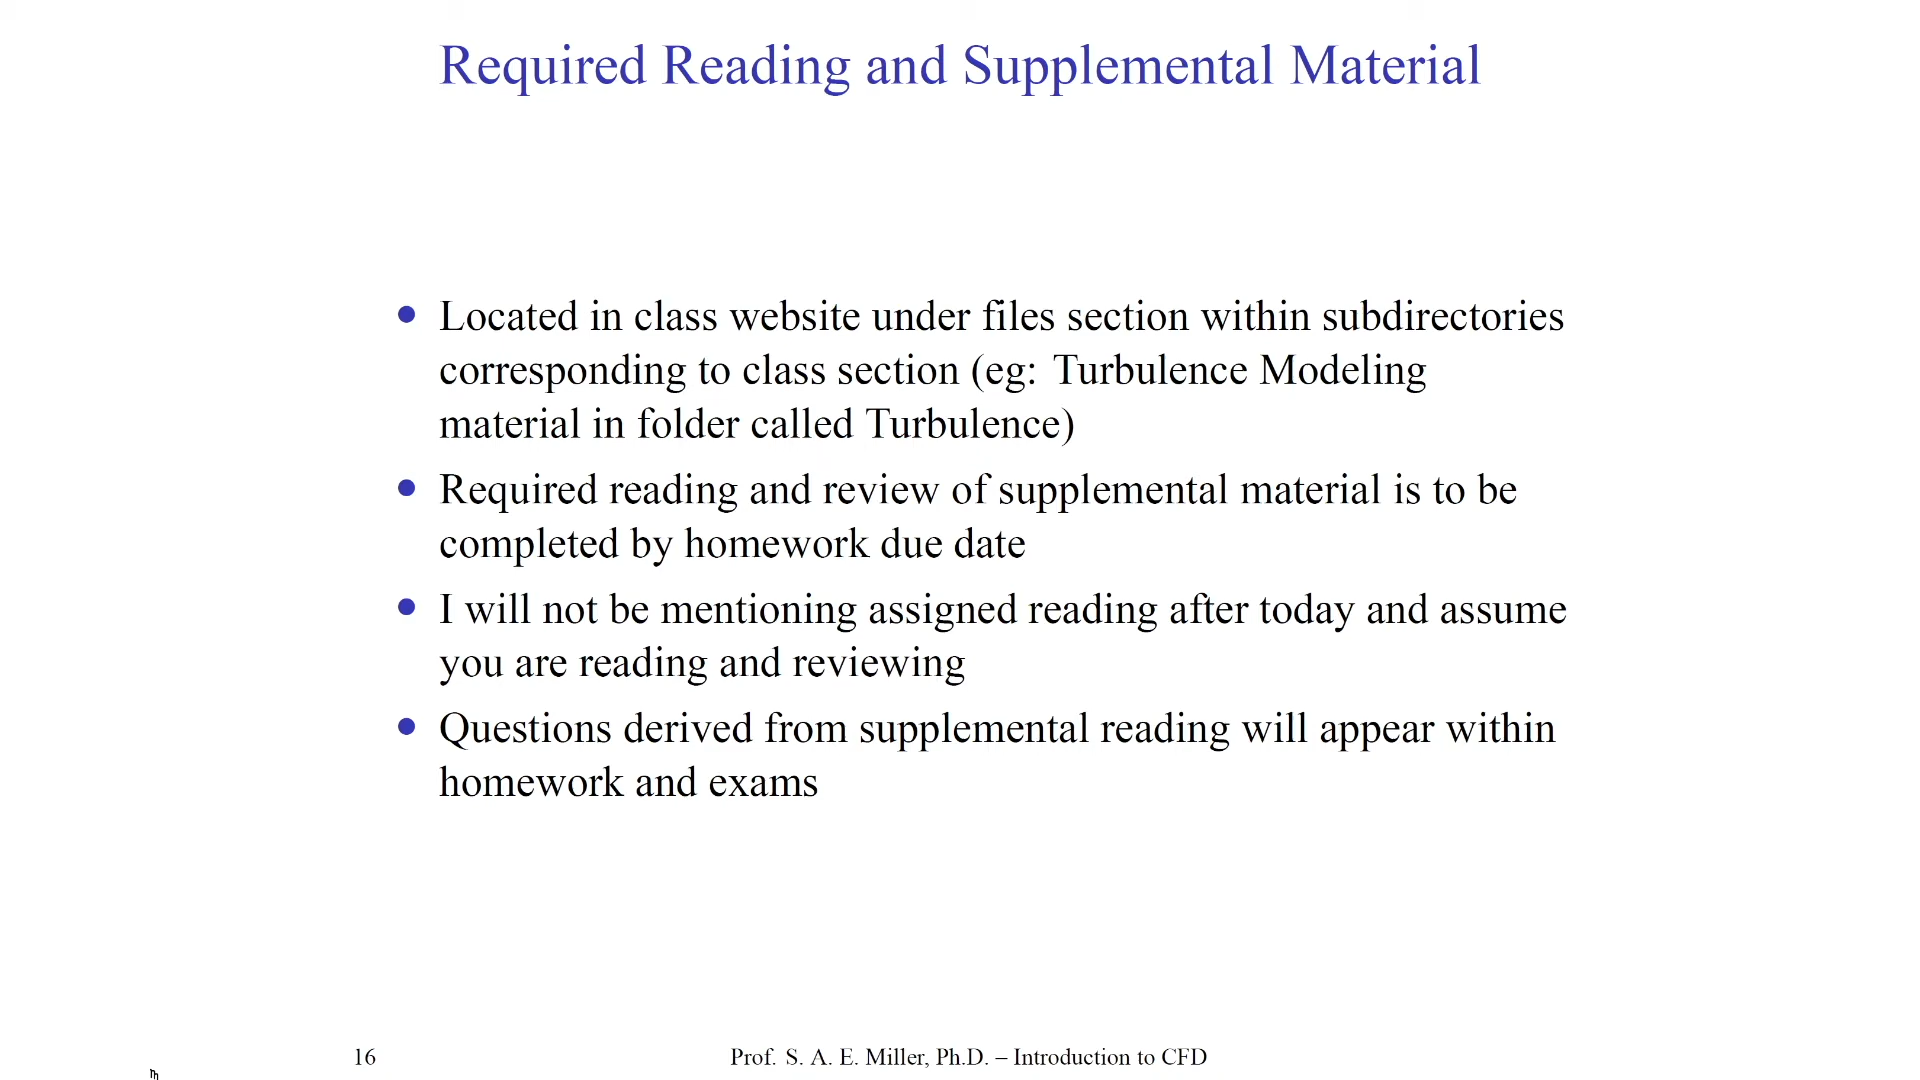 Required Reading and Supplemental Material
• Located in class website under files section within subdirectories
corresponding to class section (eg: Turbulence Modeling
material in folder called Turbulence)
• Required reading and review of supplemental material is to be
completed by homework due date
• I will not be mentioning assigned reading after today and assume
you are reading and reviewing
• Questions derived from supplemental reading will appear within
homework and exams
16 Prof. S. A. E. Miller, Ph.D. – Introduction to CFD